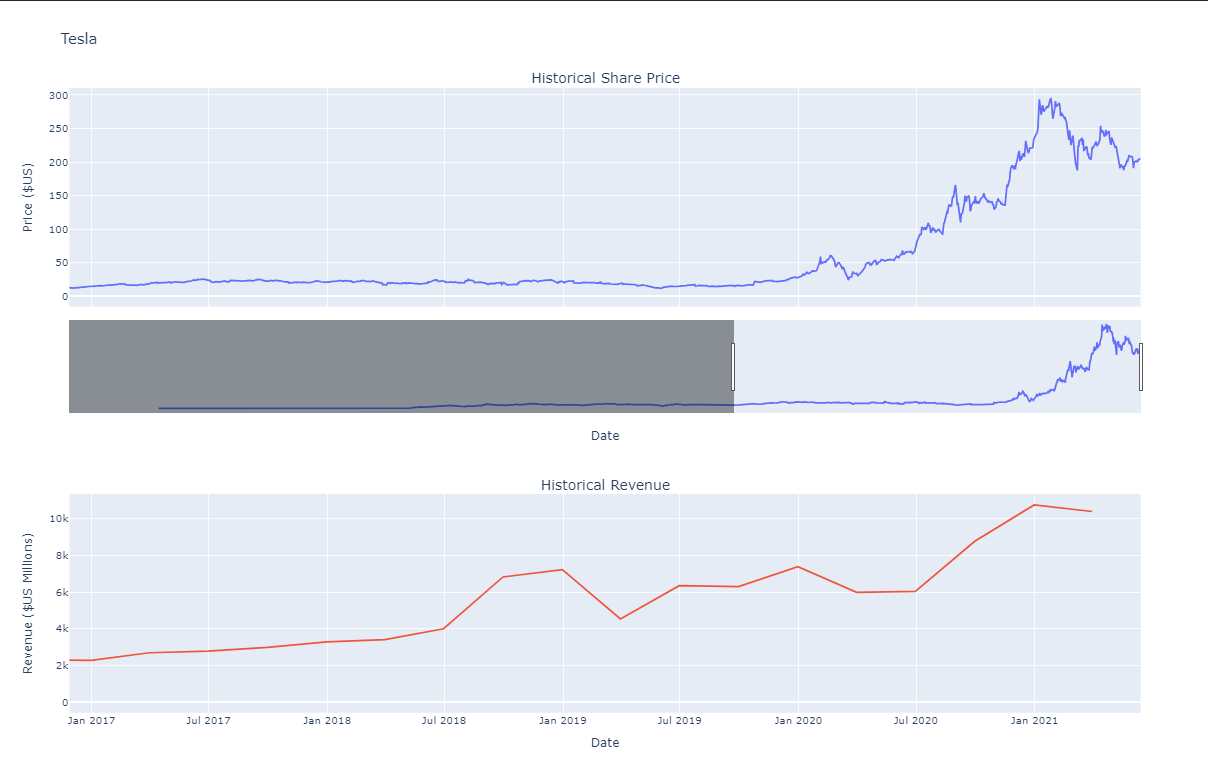 Tesla
Historical Share Price
Price ($US)
300
250
200
150
100
50
0
Date
Historical Revenue
Revenue ($US Millions)
10k
8k
6k
4k
2k
0
Jan 2017 Jul 2017 Jan 2018 Jul 2018 Jan 2019 Jul 2019 Jan 2020 Jul 2020 Jan 2021
Date